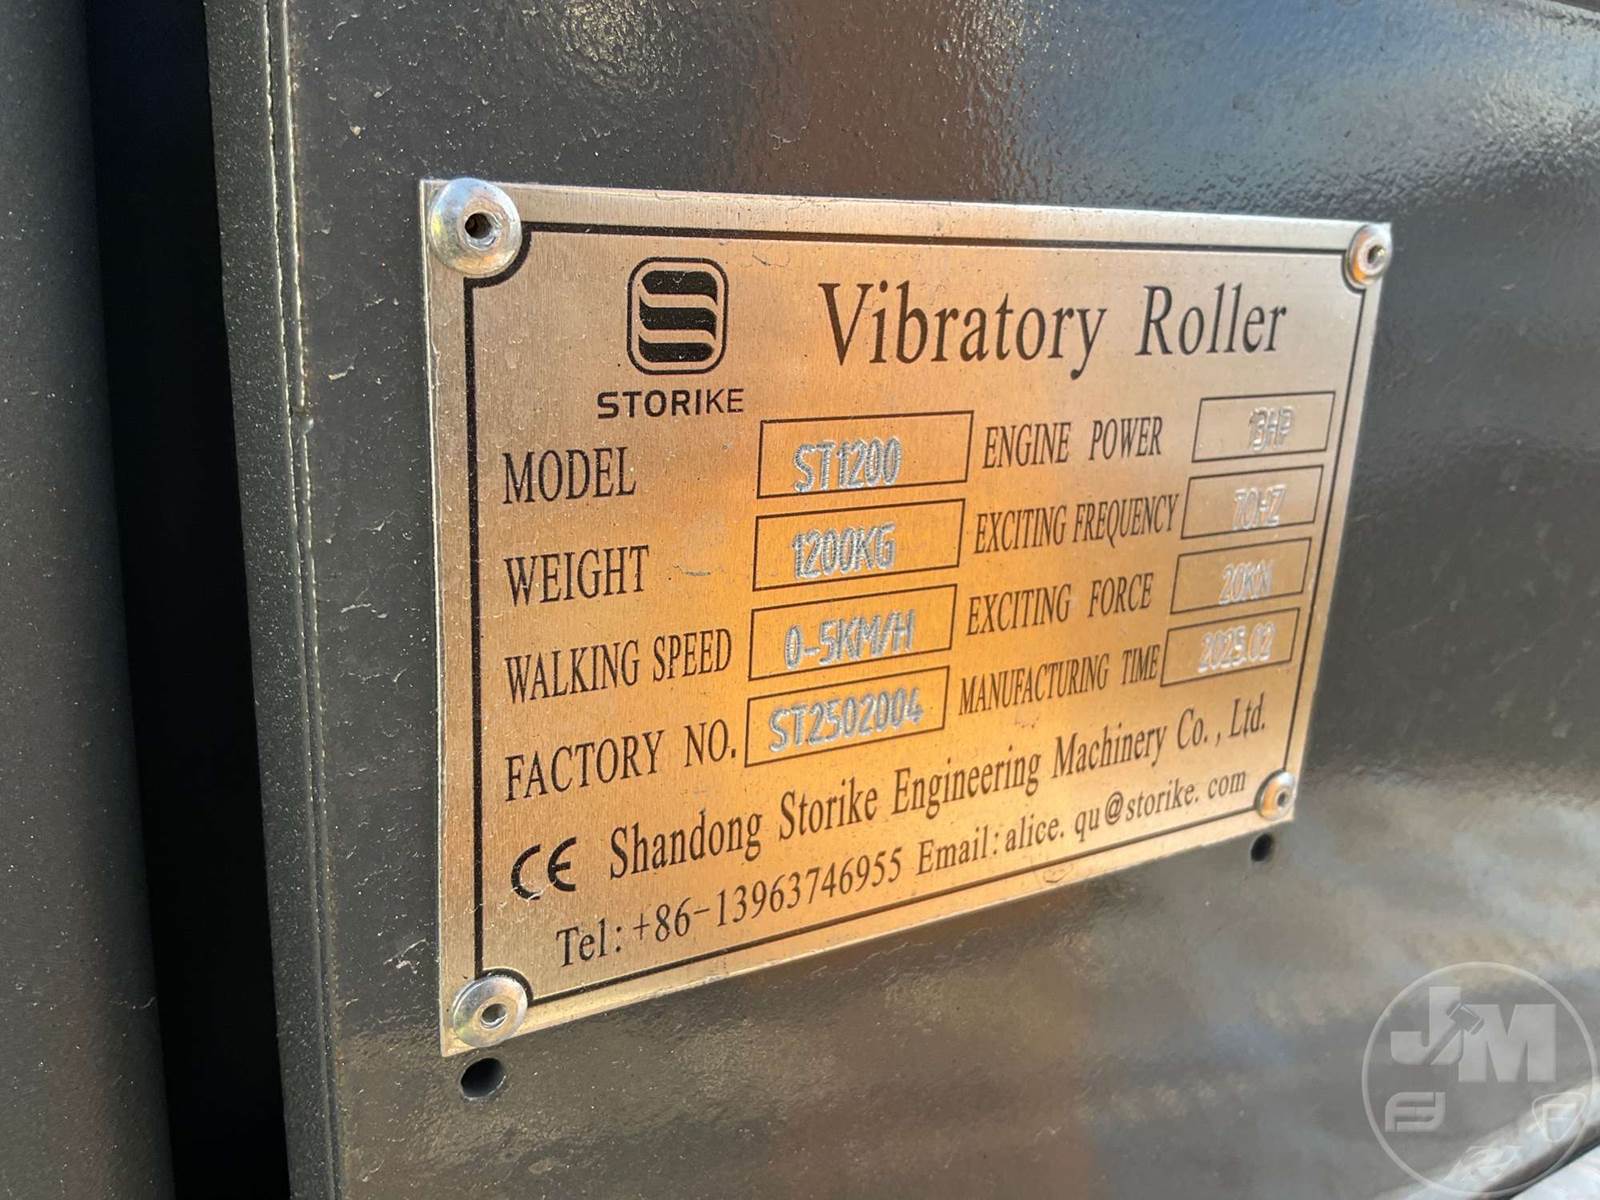 STORIKE
Vibratory Roller
MODEL ST1200 ENGINE POWER 13HP
WEIGHT 1200KG EXCITING FREQUENCY 70HZ
WALKING SPEED 0-5KM/H EXCITING FORCE 20KN
FACTORY NO. ST2502004 MANUFACTURING TIME 2025.02
CE Shandong Storike Engineering Machinery Co., Ltd.
Tel: +86-13963746955 Email: alice.qu@storike.com
JM